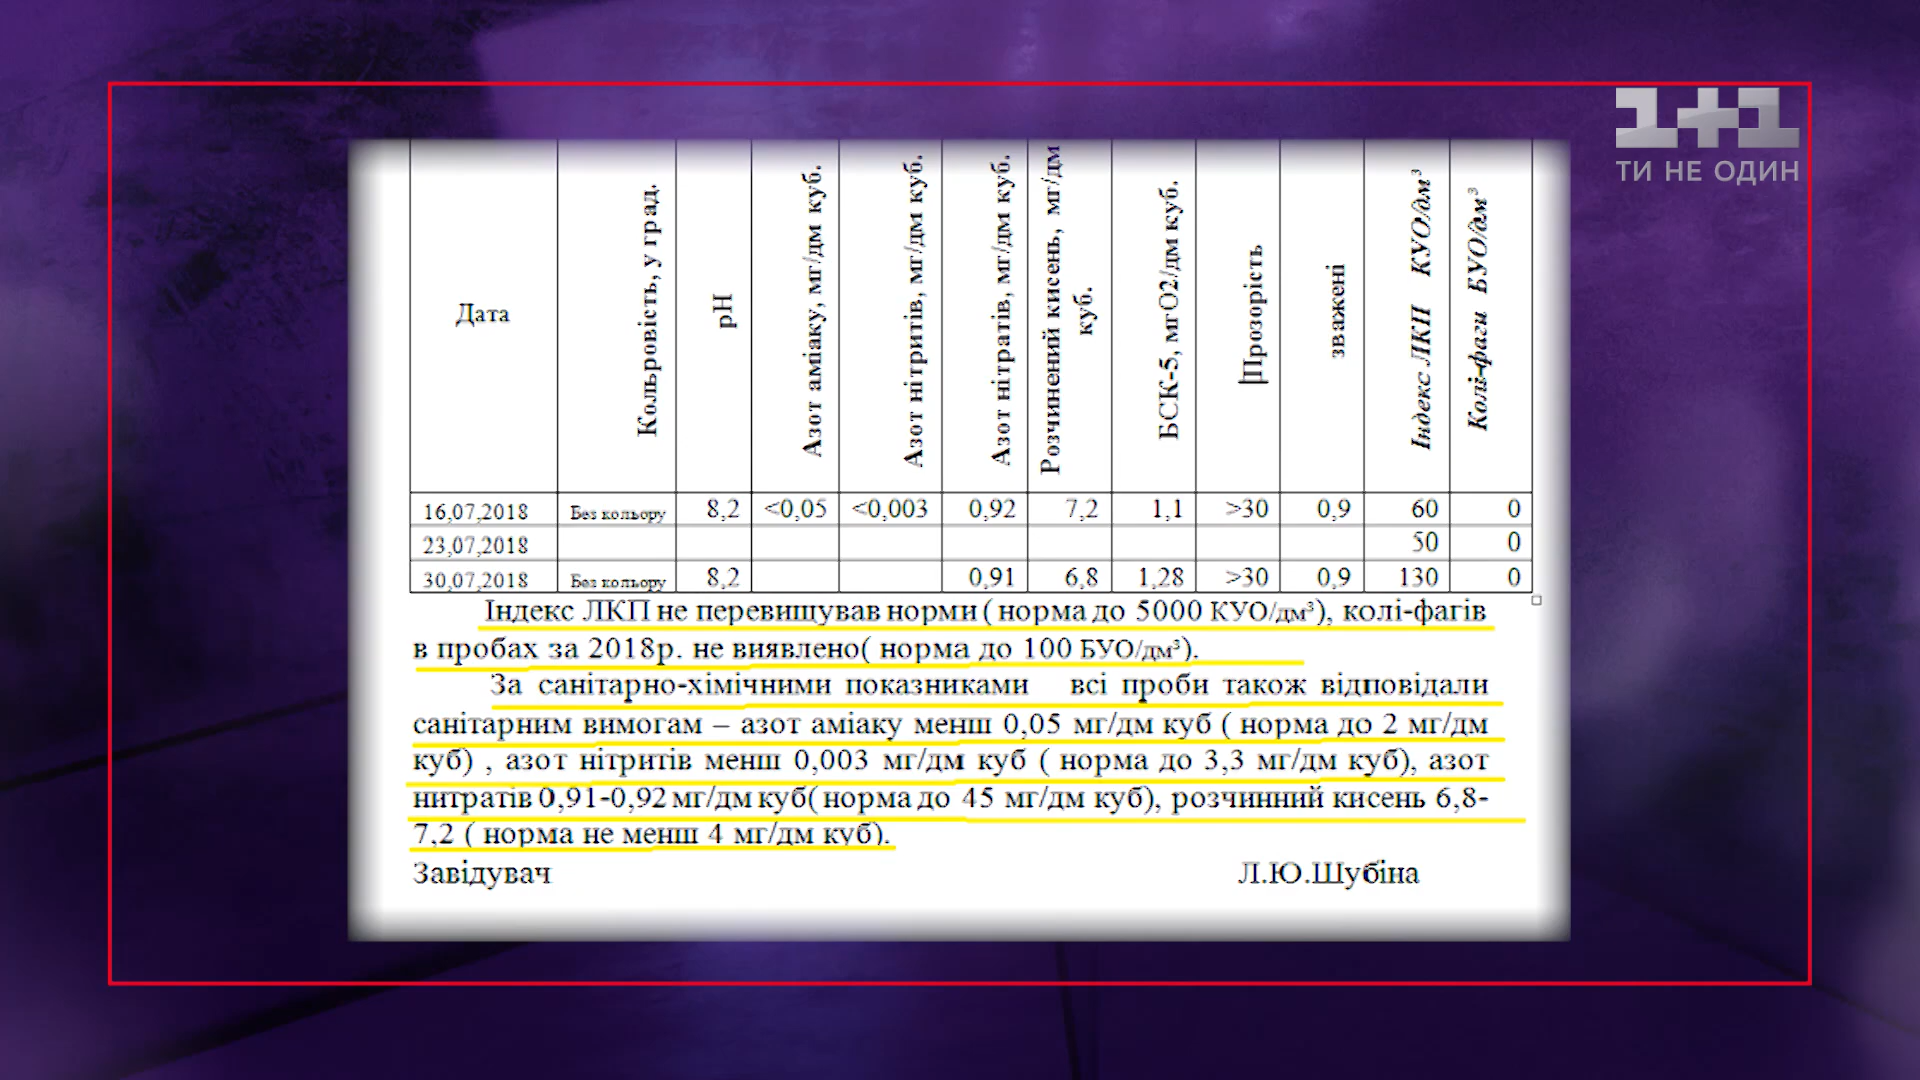 1+1
ТИ НЕ ОДИН
Дата
Кольровість, у град.
рН
Азот аміаку, мг/дм куб.
Азот нітритів, мг/дм куб.
Азот нітратів, мг/дм куб.
Розчинений кисень, мг/дм
куб.
БСК-5, мгО2/дм куб.
Прозорість
зважені
Індекс ЛКП КУО/дм³
Колі-фаги БУО/дм³
16,07,2018 Без кольору 8,2 <0,05 <0,003 0,92 7,2 1,1 >30 0,9 60 0
23,07,2018 50 0
30,07,2018 Без кольору 8,2 0,91 6,8 1,28 >30 0,9 130 0
Індекс ЛКП не перевищував норми ( норма до 5000 КУО/дм³), колі-фагів
в пробах за 2018р. не виявлено( норма до 100 БУО/дм³).
За санітарно-хімічними показниками всі проби також відповідали
санітарним вимогам – азот аміаку менш 0,05 мг/дм куб ( норма до 2 мг/дм
куб) , азот нітритів менш 0,003 мг/дм куб ( норма до 3,3 мг/дм куб), азот
нитратів 0,91-0,92 мг/дм куб( норма до 45 мг/дм куб), розчинний кисень 6,8-
7,2 ( норма не менш 4 мг/дм куб).
Завідувач Л.Ю.Шубіна